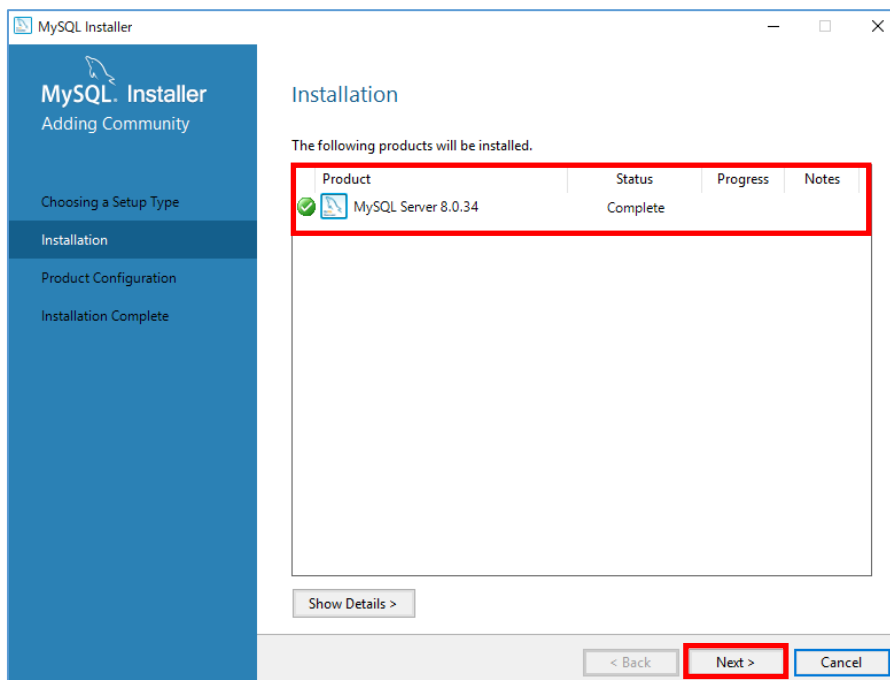 MySQL Installer
MySQL. Installer
Adding Community
Choosing a Setup Type
Installation
Product Configuration
Installation Complete
Installation
The following products will be installed.
Product Status Progress Notes
MySQL Server 8.0.34 Complete
Show Details >
< Back Next > Cancel